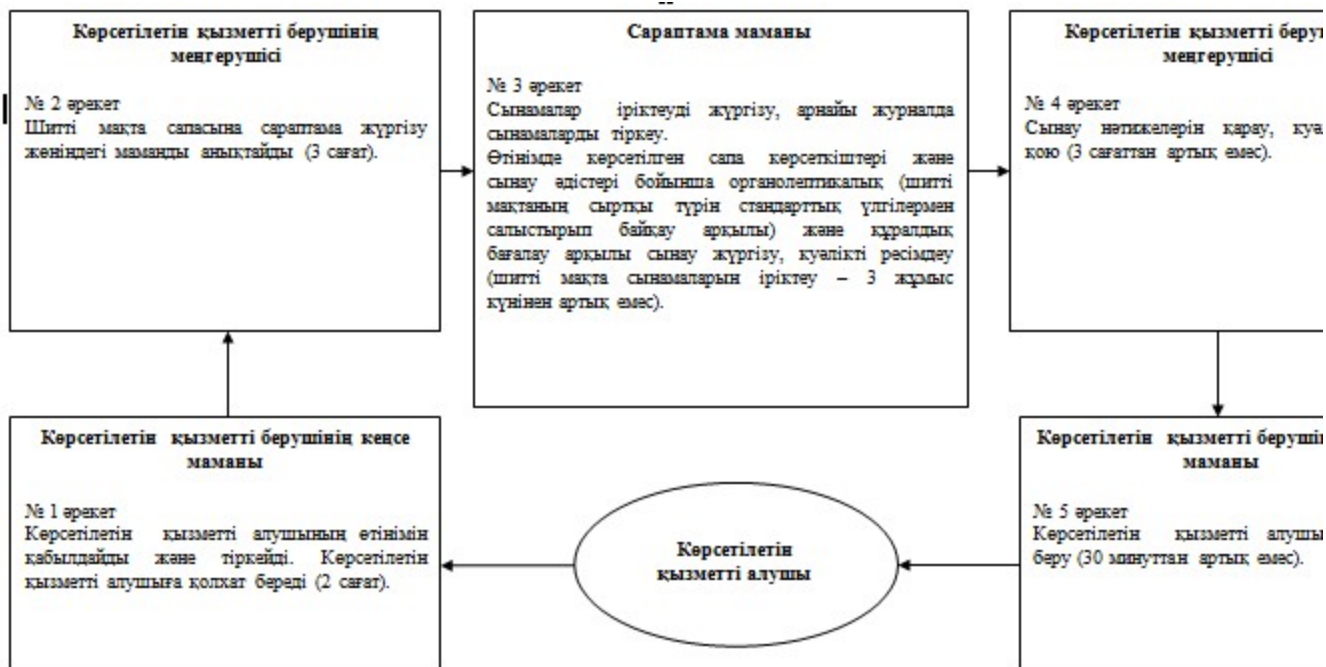 Көрсетілетін қызметті берушінің
меңгерушісі
№ 2 әрекет
Шитті мақта сапасына сараптама жүргізу
жөніндегі маманды анықтайды (3 сағат).
Сараптама маманы
№ 3 әрекет
Сынамалар іріктеуді жүргізу, арнайы журналда
сынамаларды тіркеу.
Өтінімде көрсетілген сапа көрсеткіштері және
сынау әдістері бойынша органолептикалық (шитті
мақтаның сыртқы түрін стандарттық үлгілермен
салыстырып байқау арқылы) және құралдық
бағалау арқылы сынау жүргізу, куәлікті ресімдеу
(шитті мақта сынамаларын іріктеу – 3 жұмыс
күнінен артық емес).
Көрсетілетін қызметті
меңгерушісі
№ 4 әрекет
Сынау нәтижелерін қарау,
қою (3 сағаттан артық емес).
Көрсетілетін қызметті берушінің кеңсе
маманы
№ 1 әрекет
Көрсетілетін қызметті алушының өтінімін
қабылдайды және тіркейді. Көрсетілетін
қызметті алушыға қолхат береді (2 сағат).
Көрсетілетін
қызметті алушы
Көрсетілетін қызметті
маманы
№ 5 әрекет
Көрсетілетін қызметті
беру (30 минуттан артық емес).